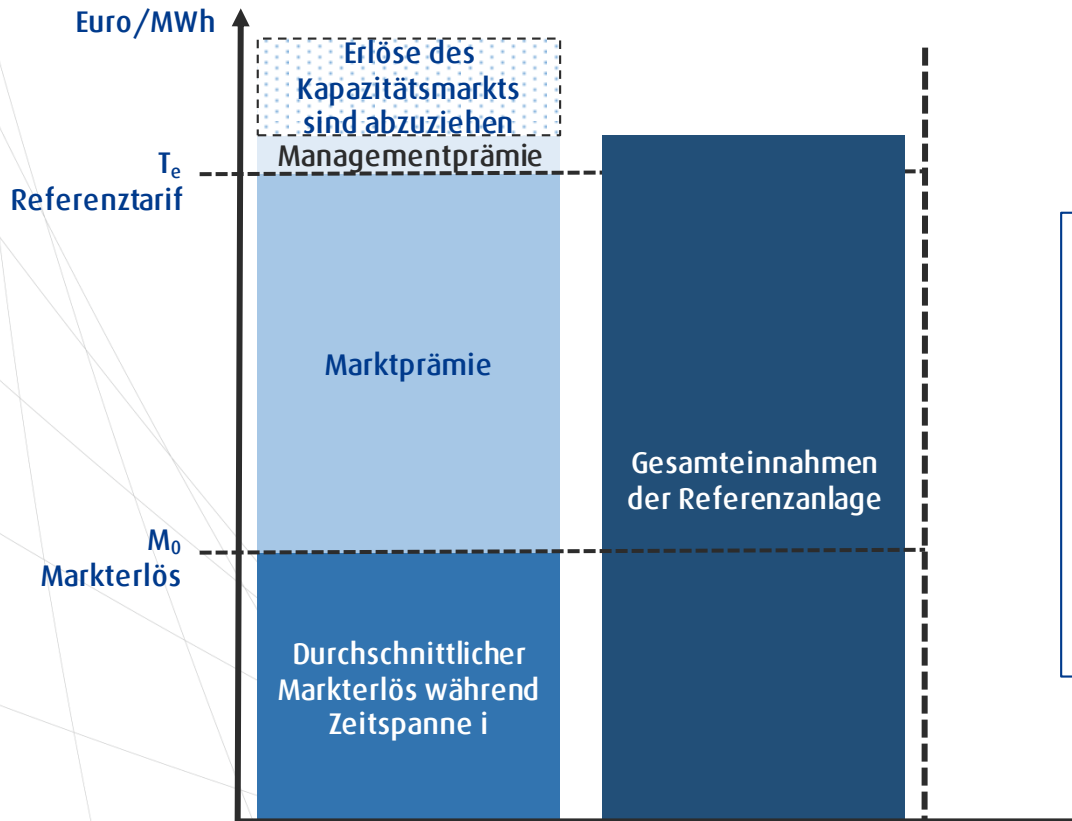 Euro/MWh
Erlöse des
Kapazitätsmarkts
sind abzuziehen
Managementprämie
Te
Referenztarif
Marktprämie
Gesamteinnahmen
der Referenzanlage
M0
Markterlös
Durchschnittlicher
Markterlös während
Zeitspanne i